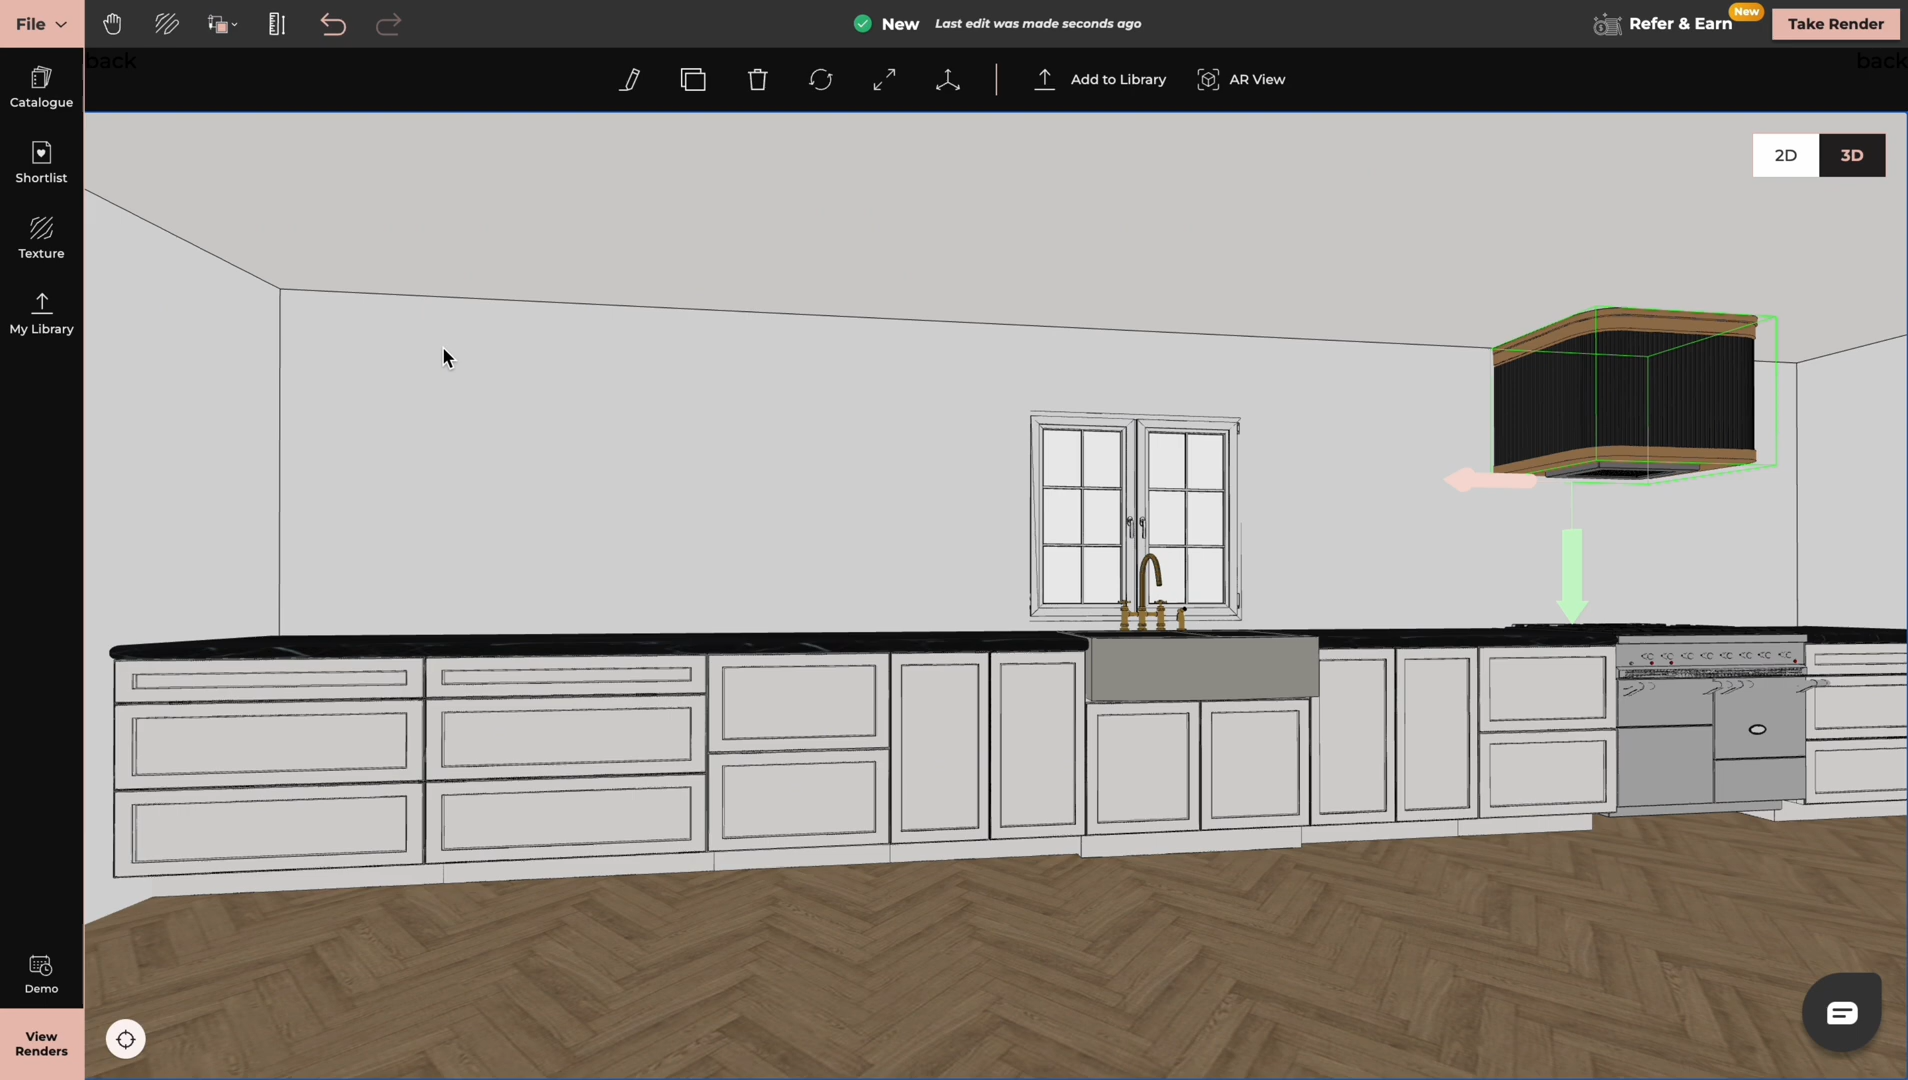 File
New
Last edit was made seconds ago
Refer & Earn
New
Take Render
back
back
Add to Library
AR View
2D
3D
Catalogue
Shortlist
Texture
My Library
Demo
View
Renders